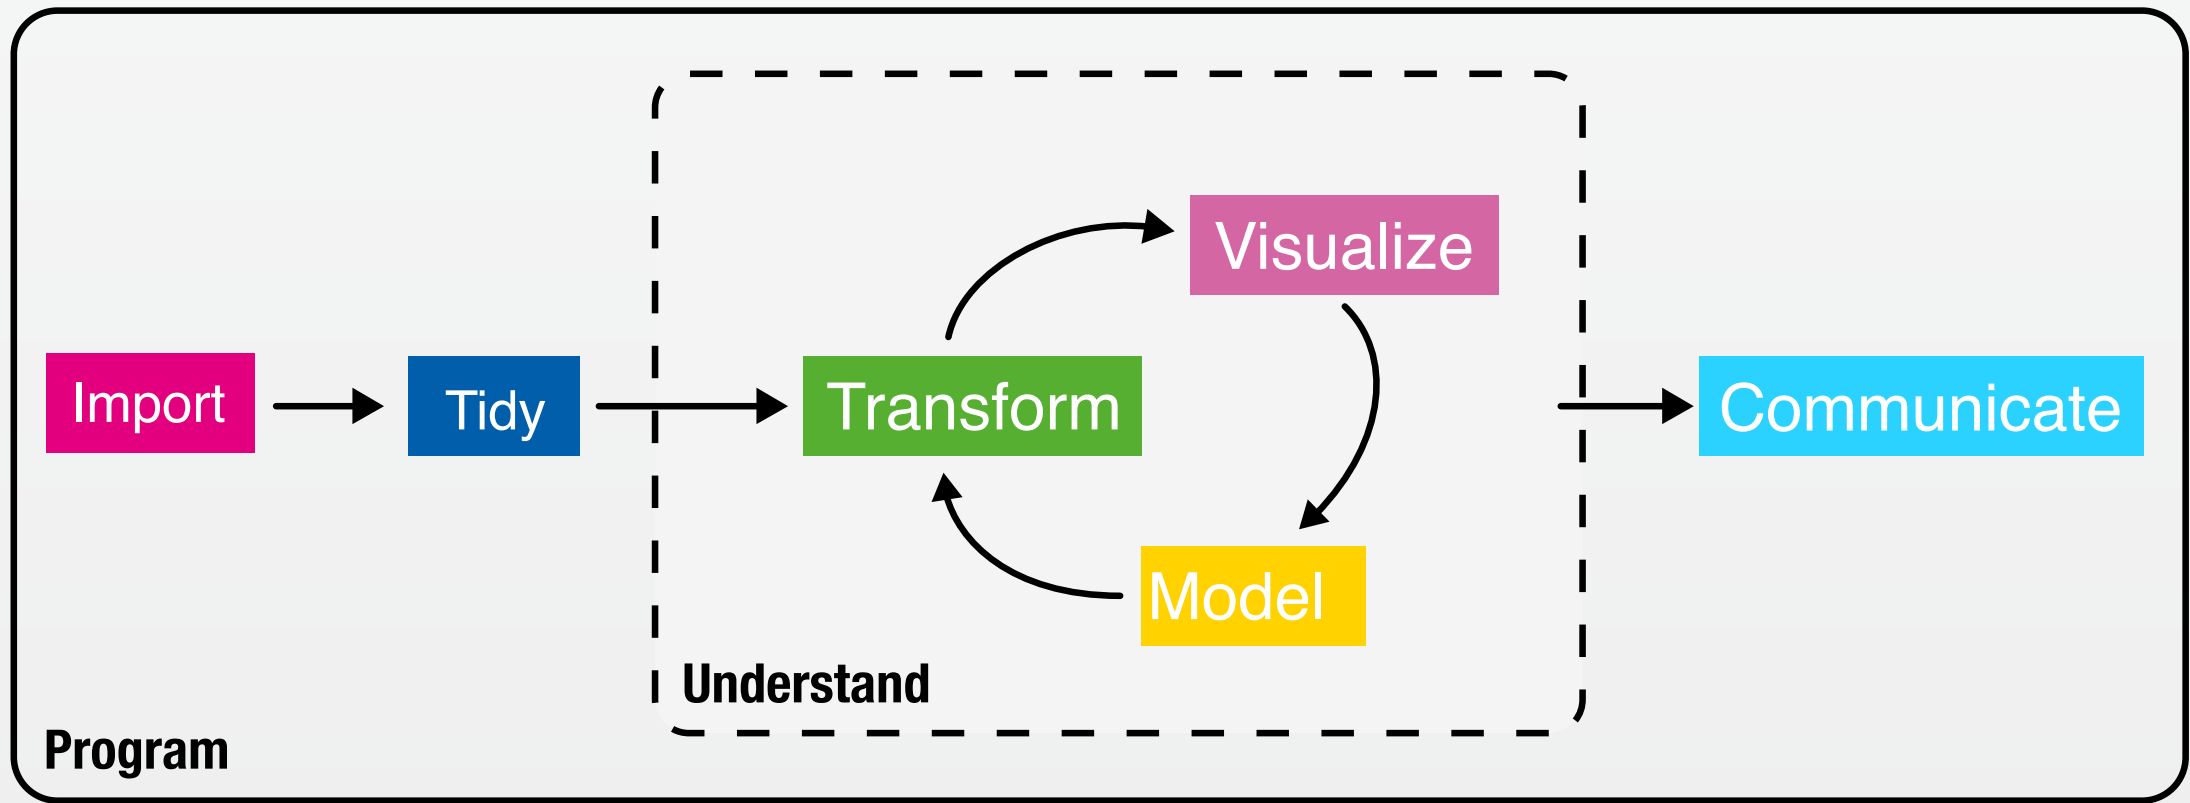 Import
Tidy
Transform
Visualize
Model
Understand
Communicate
Program